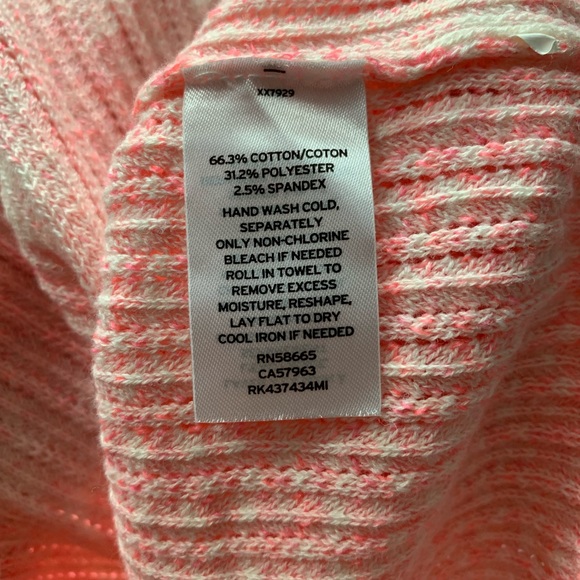 XX7929
66.3% COTTON/COTON
31.2% POLYESTER
2.5% SPANDEX
HAND WASH COLD,
SEPARATELY
ONLY NON-CHLORINE
BLEACH IF NEEDED
ROLL IN TOWEL TO
REMOVE EXCESS
MOISTURE, RESHAPE,
LAY FLAT TO DRY
COOL IRON IF NEEDED
RN58665
CA57963
RK437434MI